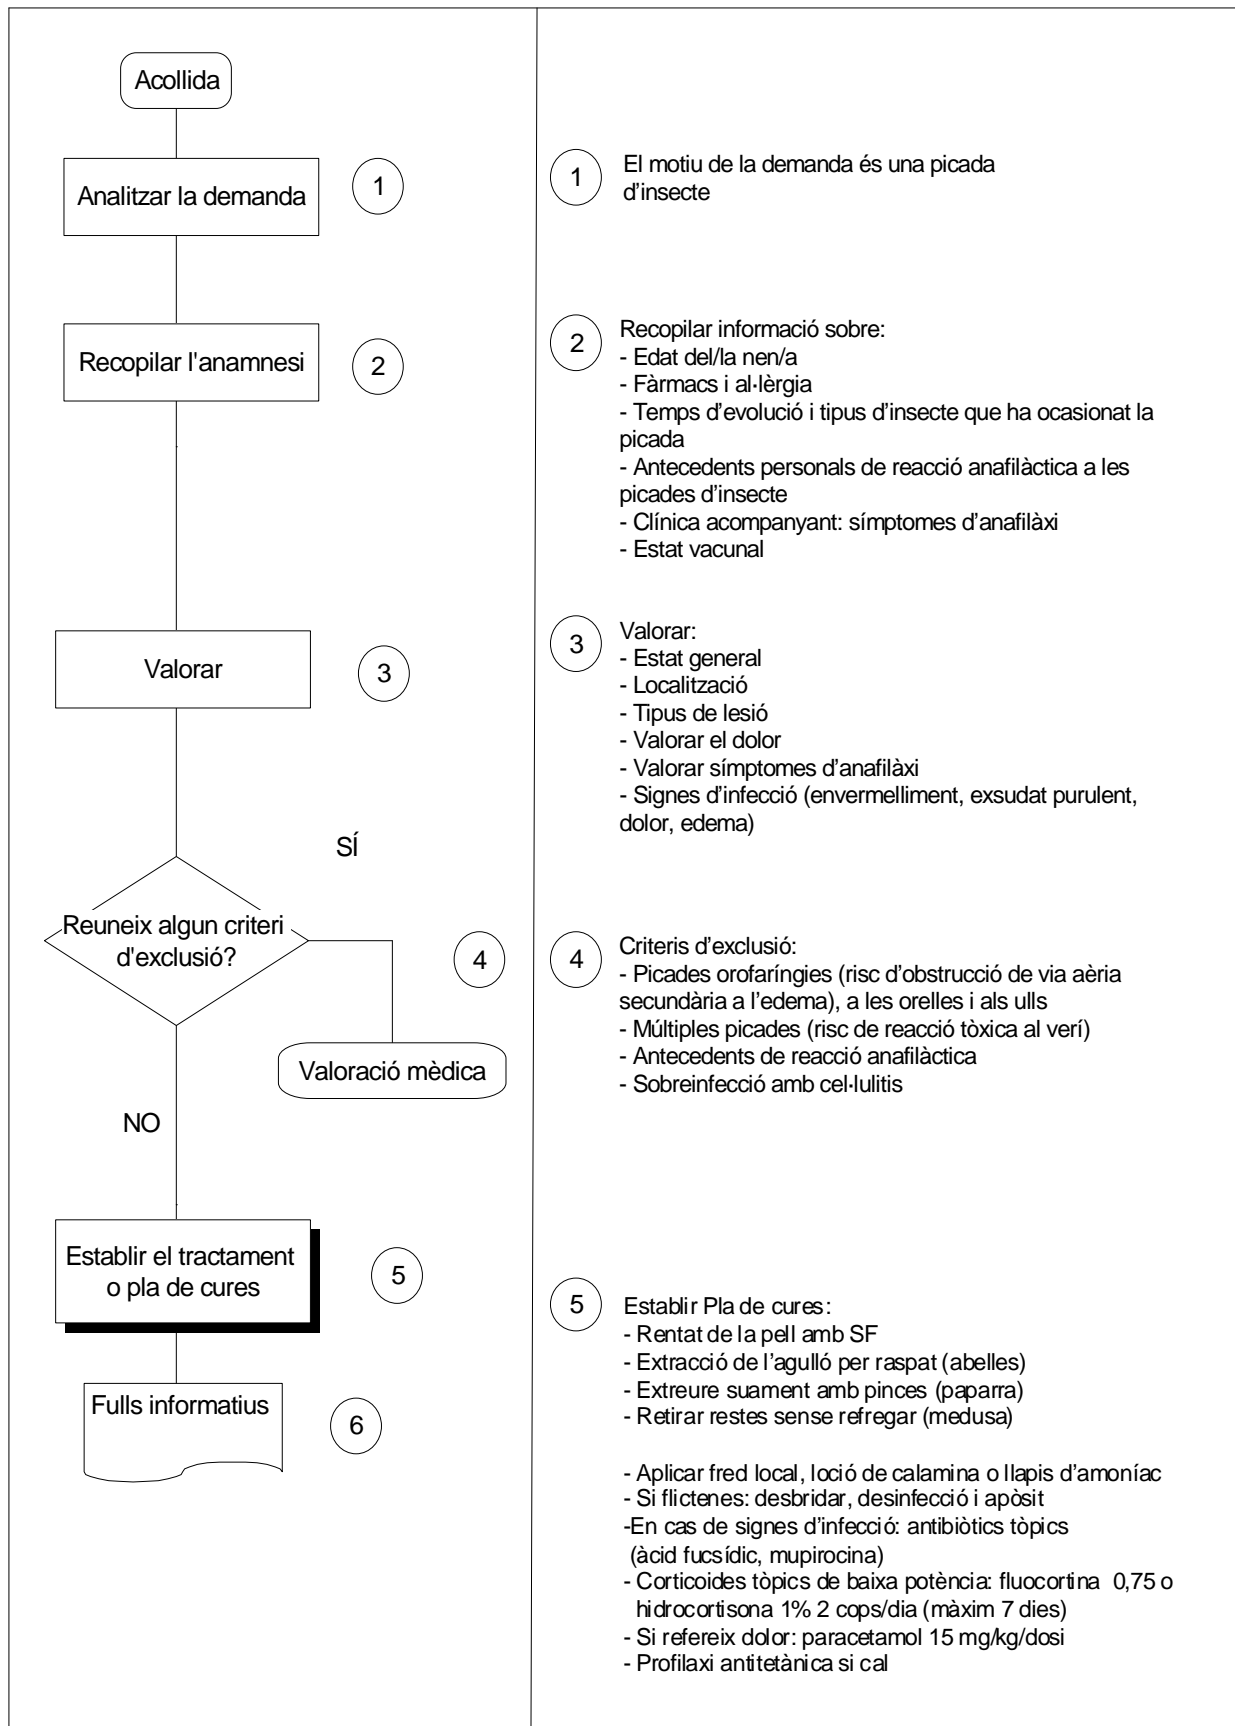 Acollida
Analitzar la demanda
1
Recopilar l'anamnesi
2
Valorar
3
SÍ
Reuneix algun criteri
d'exclusió?
4
Valoració mèdica
NO
Establir el tractament
o pla de cures
5
Fulls informatius
6
1
El motiu de la demanda és una picada
d’insecte
2
Recopilar informació sobre:
- Edat del/la nen/a
- Fàrmacs i al·lèrgia
- Temps d’evolució i tipus d’insecte que ha ocasionat la
picada
- Antecedents personals de reacció anafilàctica a les
picades d’insecte
- Clínica acompanyant: símptomes d’anafilàxi
- Estat vacunal
3
Valorar:
- Estat general
- Localització
- Tipus de lesió
- Valorar el dolor
- Valorar símptomes d’anafilàxi
- Signes d’infecció (envermelliment, exsudat purulent,
dolor, edema)
4
Criteris d’exclusió:
- Picades orofaríngies (risc d’obstrucció de via aèria
secundària a l’edema), a les orelles i als ulls
- Múltiples picades (risc de reacció tòxica al verí)
- Antecedents de reacció anafilàctica
- Sobreinfecció amb cel·lulitis
5
Establir Pla de cures:
- Rentat de la pell amb SF
- Extracció de l’agulló per raspat (abelles)
- Extreure suament amb pinces (paparra)
- Retirar restes sense refregar (medusa)
- Aplicar fred local, loció de calamina o llapis d’amoníac
- Si flictenes: desbridar, desinfecció i apòsit
-En cas de signes d’infecció: antibiòtics tòpics
(àcid fucsídic, mupirocina)
- Corticoides tòpics de baixa potència: fluocortina 0,75 o
hidrocortisona 1% 2 cops/dia (màxim 7 dies)
- Si refereix dolor: paracetamol 15 mg/kg/dosi
- Profilaxi antitetànica si cal